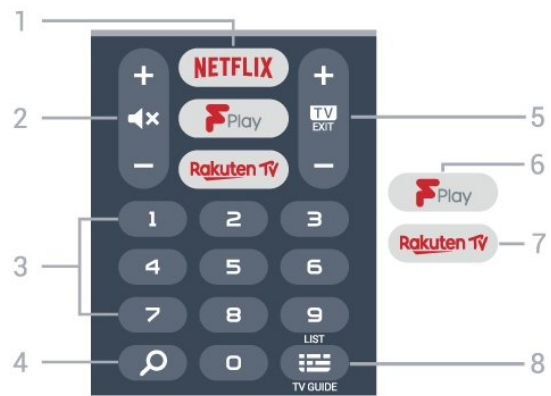 1
+ NETFLIX +
2 Play TV EXIT 5
- Rakuten TV -
6
Play
3 1 2 3
Rakuten TV 7
4 5 6
7 8 9
LIST
4 0 8
TV GUIDE